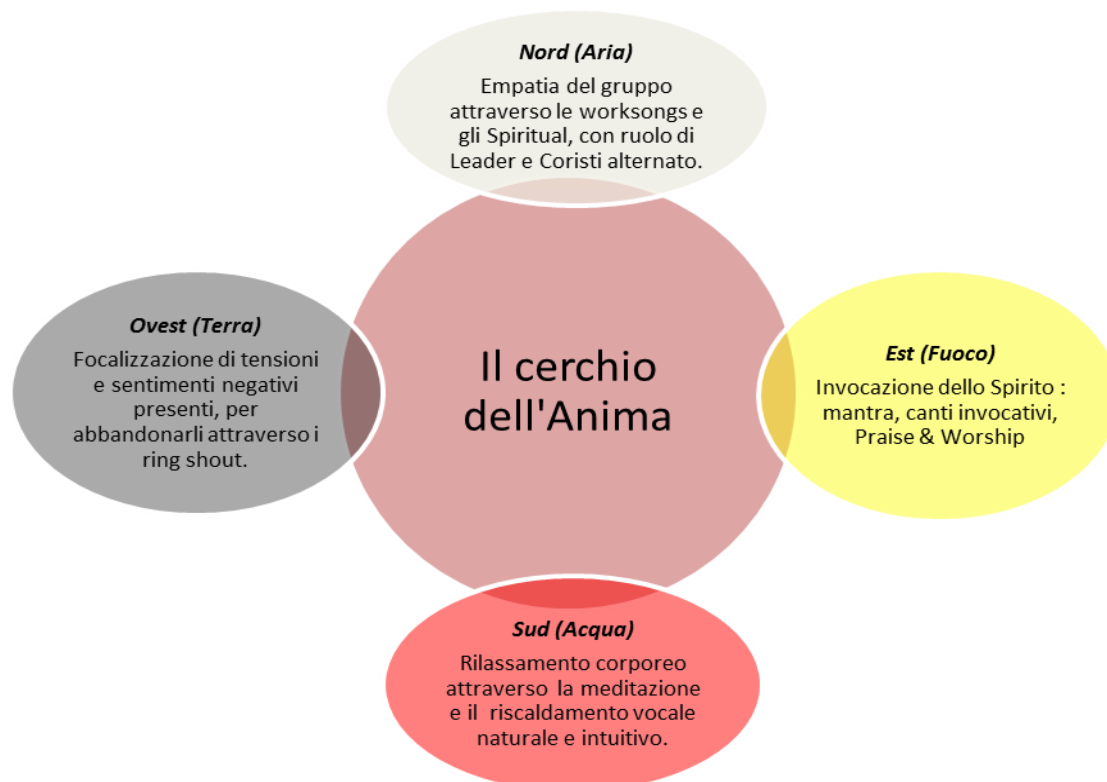 Nord (Aria)
Empatia del gruppo
attraverso le worksongs e
gli Spiritual, con ruolo di
Leader e Coristi alternato.
Ovest (Terra)
Focalizzazione di tensioni
e sentimenti negativi
presenti, per
abbandonarli attraverso i
ring shout.
Il cerchio
dell'Anima
Est (Fuoco)
Invocazione dello Spirito :
mantra, canti invocativi,
Praise & Worship
Sud (Acqua)
Rilassamento corporeo
attraverso la meditazione
e il riscaldamento vocale
naturale e intuitivo.